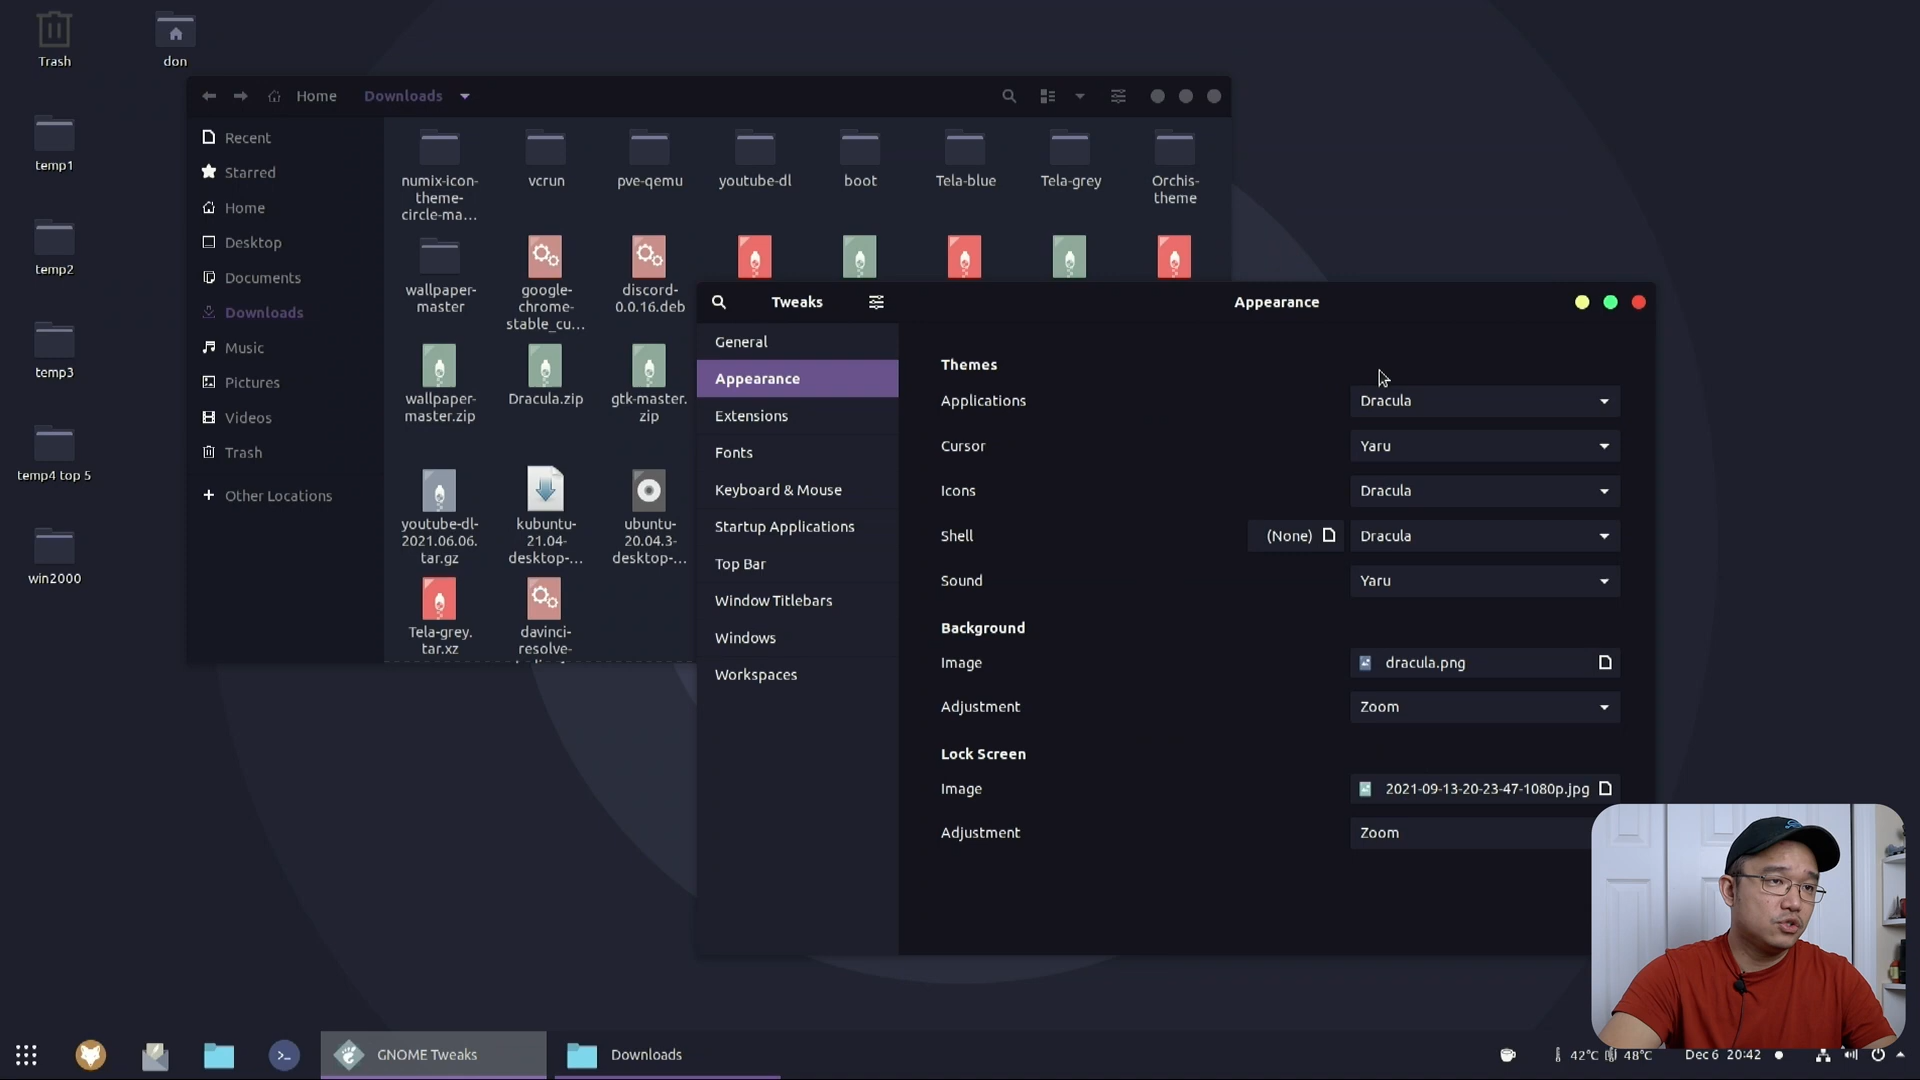 Trash
don
temp1
temp2
temp3
temp4 top 5
win2000
Home
Downloads
Recent
Starred
Home
Desktop
Documents
Downloads
Music
Pictures
Videos
Trash
Other Locations
numix-icon-
theme-
circle-ma...
vcrun
pve-qemu
youtube-dl
boot
Tela-blue
Tela-grey
Orchis-
theme
wallpaper-
master
google-
chrome-
stable_cu...
discord-
0.0.16.deb
wallpaper-
master.zip
Dracula.zip
gtk-master.
zip
youtube-dl-
2021.06.06.
tar.gz
kubuntu-
21.04-
desktop-...
ubuntu-
20.04.3-
desktop-...
Tela-grey.
tar.xz
davinci-
resolve-
Tweaks
Appearance
General
Appearance
Extensions
Fonts
Keyboard & Mouse
Startup Applications
Top Bar
Window Titlebars
Windows
Workspaces
Themes
Applications
Dracula
Cursor
Yaru
Icons
Dracula
Shell
(None)
Dracula
Sound
Yaru
Background
Image
dracula.png
Adjustment
Zoom
Lock Screen
Image
2021-09-13-20-23-47-1080p.jpg
Adjustment
Zoom
GNOME Tweaks
Downloads
42°C
48°C
Dec 6 20:42